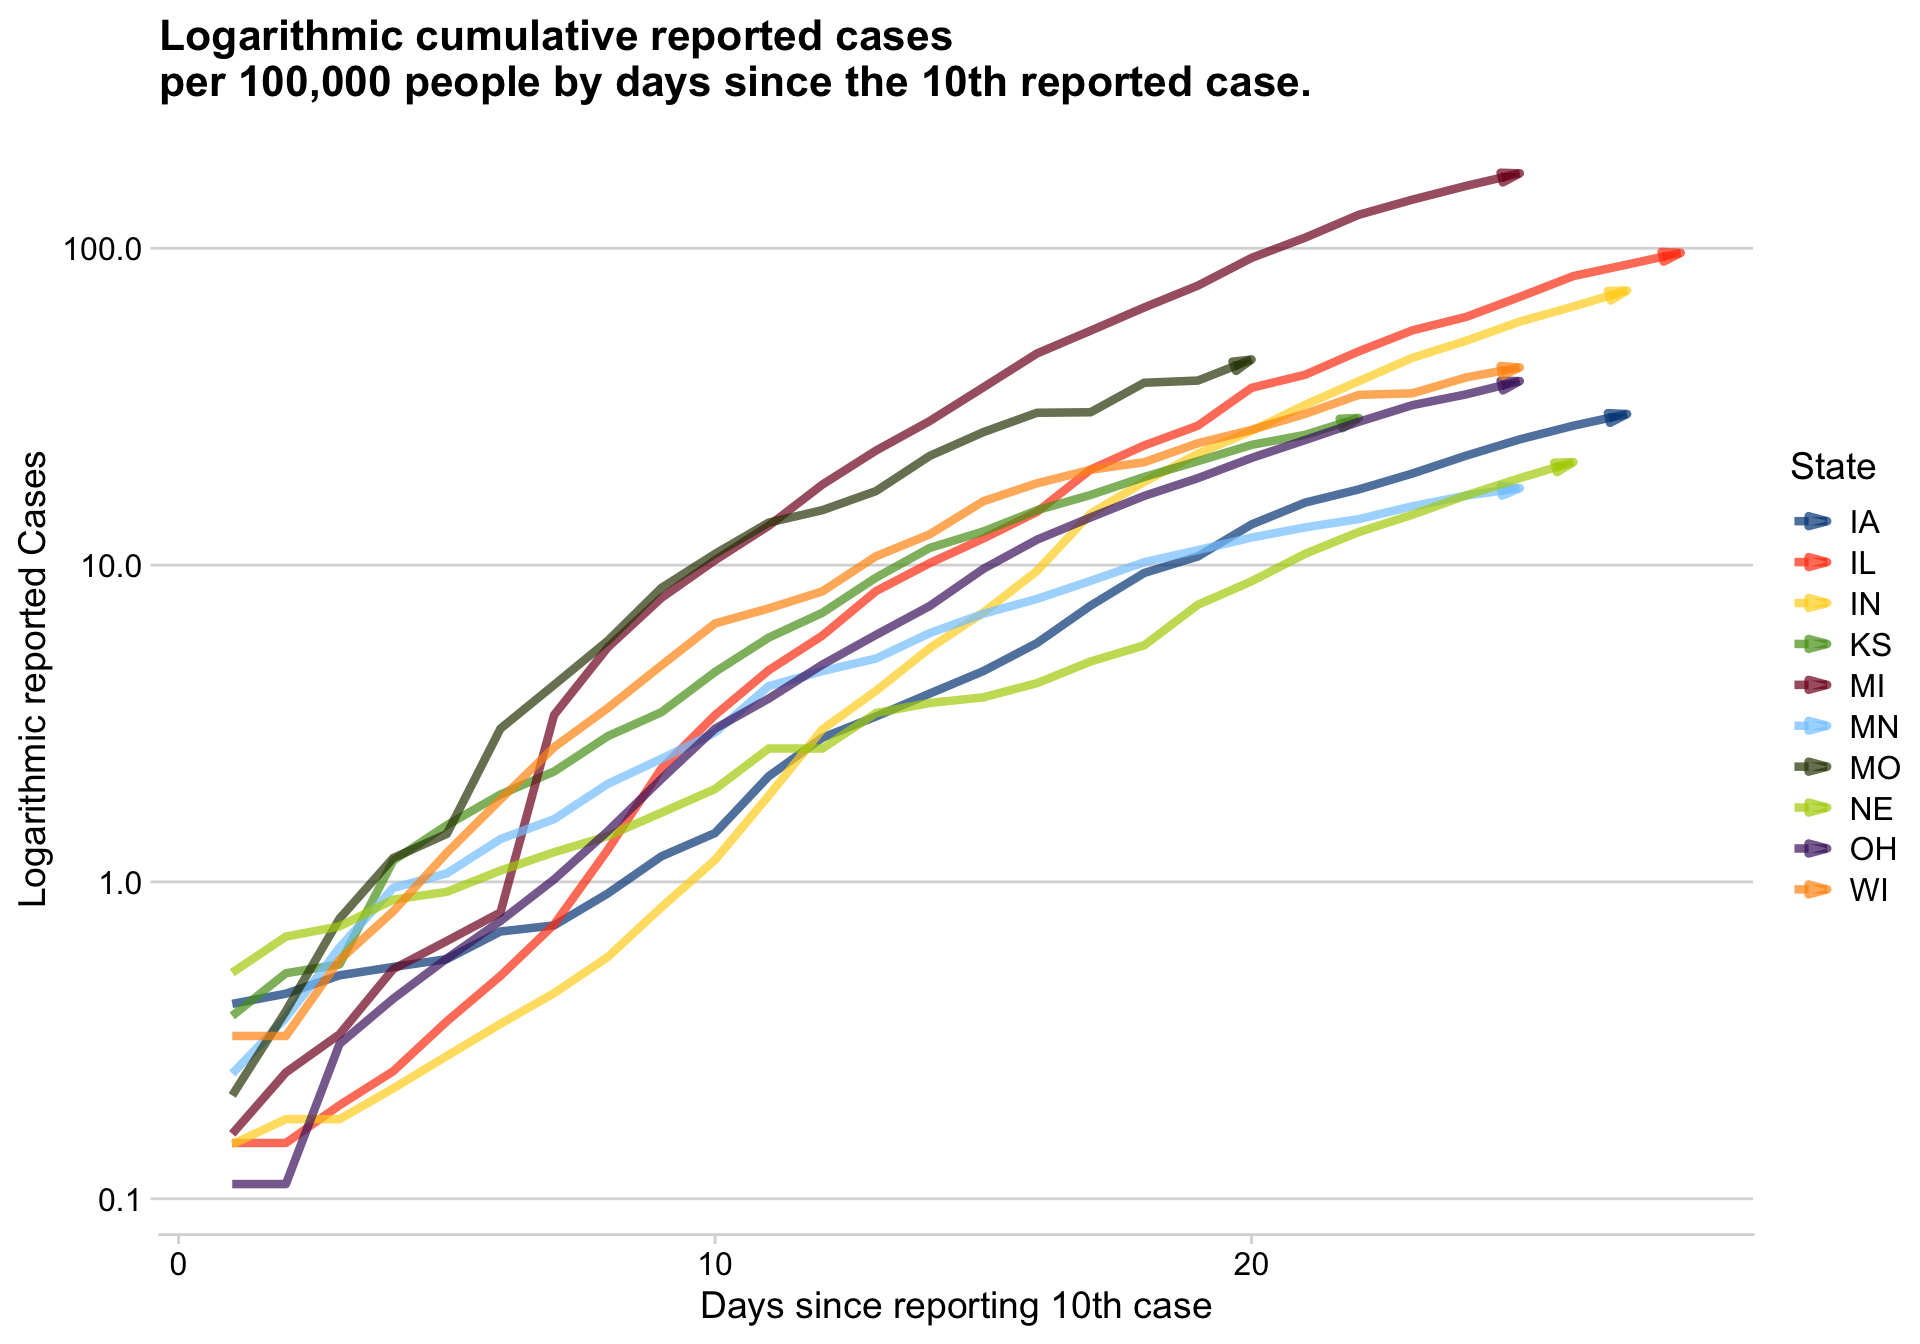 Logarithmic cumulative reported cases
per 100,000 people by days since the 10th reported case.
Logarithmic reported Cases
100.0
10.0
1.0
0.1
0
10
20
Days since reporting 10th case
State
IA
IL
IN
KS
MI
MN
MO
NE
OH
WI